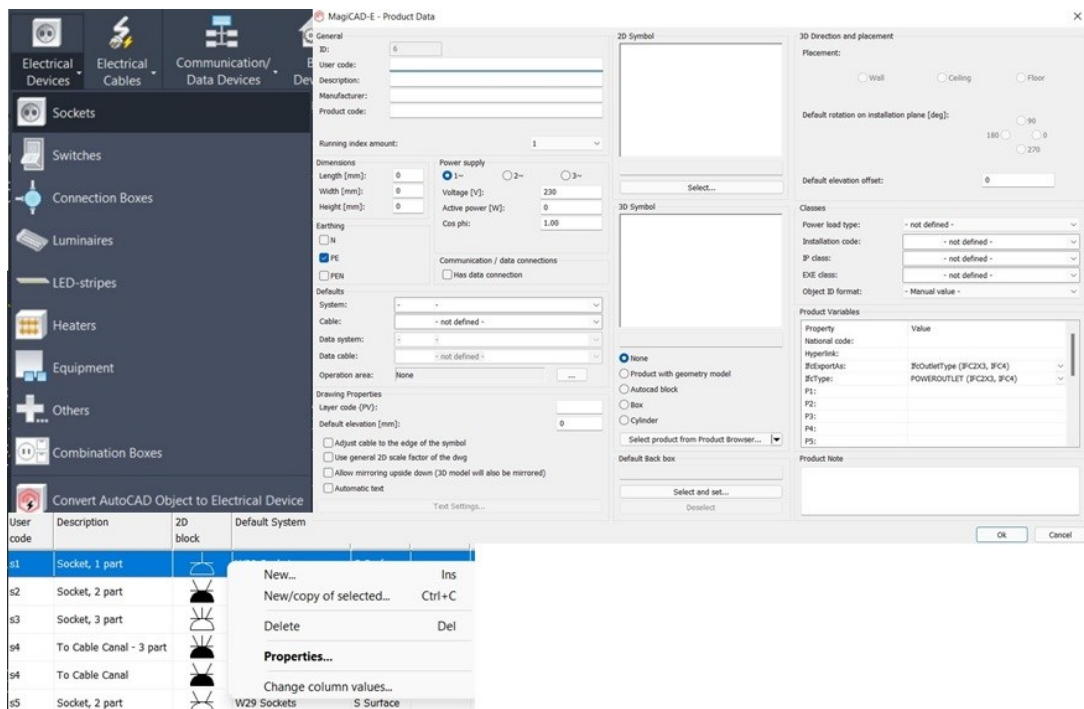 Electrical Devices
Electrical Cables
Communication/ Data Devices
Sockets
Switches
Connection Boxes
Luminaires
LED-stripes
Heaters
Equipment
Others
Combination Boxes
Convert AutoCAD Object to Electrical Device
MagiCAD-E - Product Data
General
ID: 6
User code:
Description:
Manufacturer:
Product code:
Running index amount: 1
Dimensions
Length [mm]: 0
Width [mm]: 0
Height [mm]: 0
Power supply
1~ 2~ 3~
Voltage [V]: 230
Active power [W]: 0
Cos phi: 1.00
Earthing
N
PE
PEN
Communication / data connections
Has data connection
Defaults
System: - -
Cable: - not defined -
Data system: - -
Data cable: - not defined -
Operation area: None ...
Drawing Properties
Layer code (PV):
Default elevation [mm]: 0
Adjust cable to the edge of the symbol
Use general 2D scale factor of the dwg
Allow mirroring upside down (3D model will also be mirrored)
Automatic text
Text Settings...
2D Symbol
Select...
3D Symbol
None
Product with geometry model
Autocad block
Box
Cylinder
Select product from Product Browser...
Default Back box
Select and set...
Deselect
3D Direction and placement
Placement:
Wall Ceiling Floor
Default rotation on installation plane [deg]:
90
180 0
270
Default elevation offset: 0
Classes
Power load type: - not defined -
Installation code: - not defined -
IP class: - not defined -
EXE class: - not defined -
Object ID format: - Manual value -
Product Variables
Property Value
National code:
Hyperlink:
IfcExportAs: IfcOutletType (IFC2X3, IFC4)
IfcType: POWEROUTLET (IFC2X3, IFC4)
P1:
P2:
P3:
P4:
P5:
Product Note
Ok Cancel
User code Description 2D block Default System
s1 Socket, 1 part
s2 Socket, 2 part
s3 Socket, 3 part
s4 To Cable Canal - 3 part
s4 To Cable Canal
s5 Socket, 2 part W29 Sockets S Surface
New... Ins
New/copy of selected... Ctrl+C
Delete Del
Properties...
Change column values...